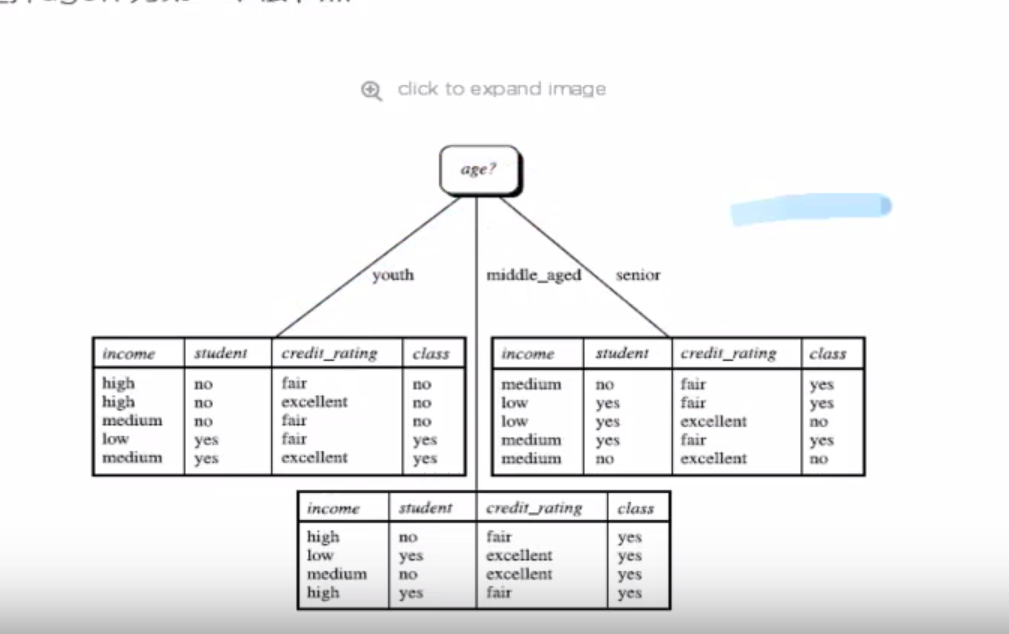 click to expand image
age?
youth
middle_aged
senior
income student credit_rating class
high no fair no
high no excellent no
medium no fair no
low yes fair yes
medium yes excellent yes
income student credit_rating class
medium no fair yes
low yes fair yes
low yes excellent no
medium yes fair yes
medium no excellent no
income student credit_rating class
high no fair yes
low yes excellent yes
medium no excellent yes
high yes fair yes